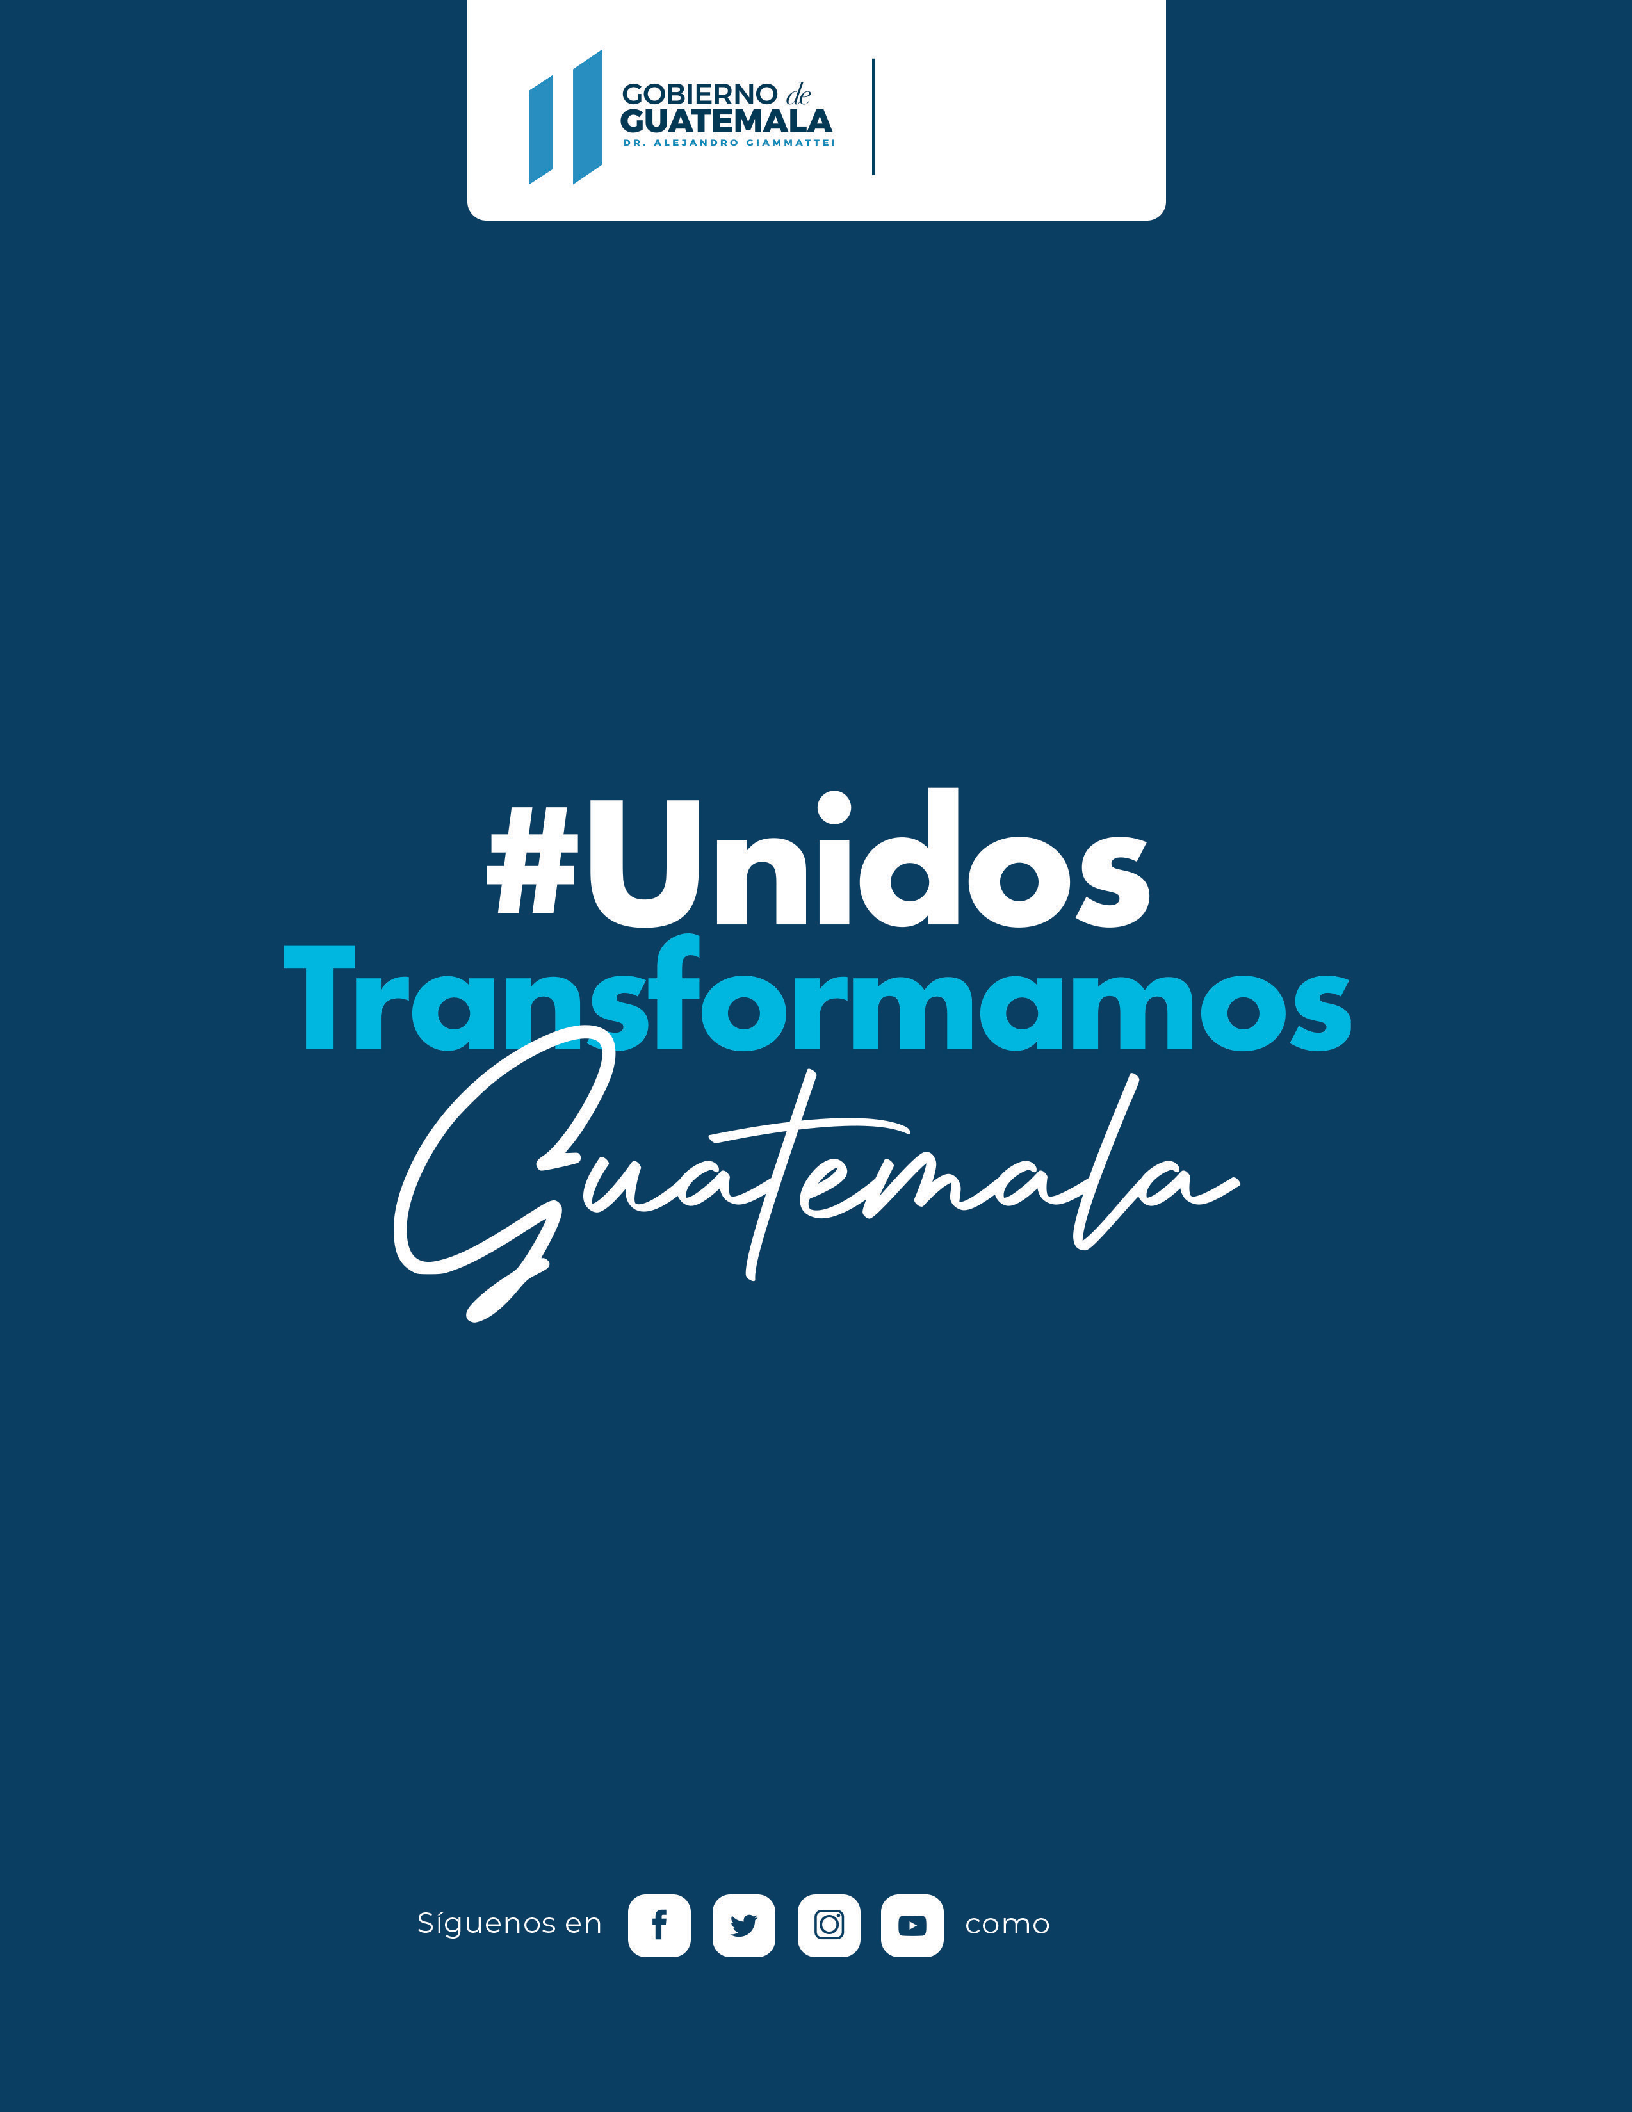 GOBIERNO de
GUATEMALA
DR. ALEJANDRO GIAMMATTEI
#Unidos
Transformamos
Guatemala
Síguenos en
como